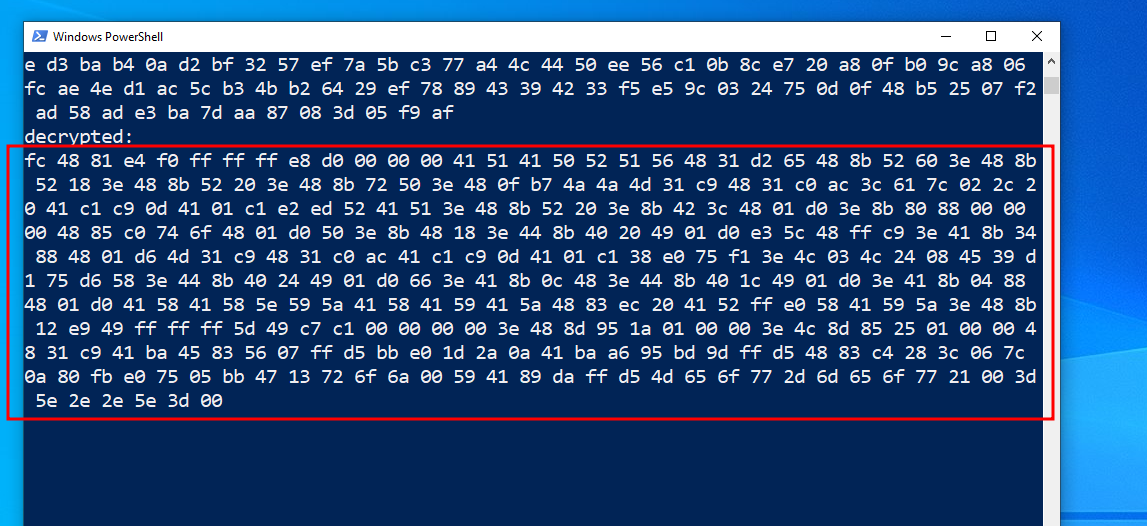 Windows PowerShell
e d3 ba b4 0a d2 bf 32 57 ef 7a 5b c3 77 a4 4c 44 50 ee 56 c1 0b 8c e7 20 a8 0f b0 9c a8 06
fc ae 4e d1 ac 5c b3 4b b2 64 29 ef 78 89 43 39 42 33 f5 e5 9c 03 24 75 0d 0f 48 b5 25 07 f2
ad 58 ad e3 ba 7d aa 87 08 3d 05 f9 af
decrypted:
fc 48 81 e4 f0 ff ff ff e8 d0 00 00 00 41 51 41 50 52 51 56 48 31 d2 65 48 8b 52 60 3e 48 8b
52 18 3e 48 8b 52 20 3e 48 8b 72 50 3e 48 0f b7 4a 4a 4d 31 c9 48 31 c0 ac 3c 61 7c 02 2c 2
0 41 c1 c9 0d 41 01 c1 e2 ed 52 41 51 3e 48 8b 52 20 3e 8b 42 3c 48 01 d0 3e 8b 80 88 00 00
00 48 85 c0 74 6f 48 01 d0 50 3e 8b 48 18 3e 44 8b 40 20 49 01 d0 e3 5c 48 ff c9 3e 41 8b 34
88 48 01 d6 4d 31 c9 48 31 c0 ac 41 c1 c9 0d 41 01 c1 38 e0 75 f1 3e 4c 03 4c 24 08 45 39 d
1 75 d6 58 3e 44 8b 40 24 49 01 d0 66 3e 41 8b 0c 48 3e 44 8b 40 1c 49 01 d0 3e 41 8b 04 88
48 01 d0 41 58 41 58 5e 59 5a 41 58 41 59 41 5a 48 83 ec 20 41 52 ff e0 58 41 59 5a 3e 48 8b
12 e9 49 ff ff ff 5d 49 c7 c1 00 00 00 00 3e 48 8d 95 1a 01 00 00 3e 4c 8d 85 25 01 00 00 4
8 31 c9 41 ba 45 83 56 07 ff d5 bb e0 1d 2a 0a 41 ba a6 95 bd 9d ff d5 48 83 c4 28 3c 06 7c
0a 80 fb e0 75 05 bb 47 13 72 6f 6a 00 59 41 89 da ff d5 4d 65 6f 77 2d 6d 65 6f 77 21 00 3d
5e 2e 2e 5e 3d 00